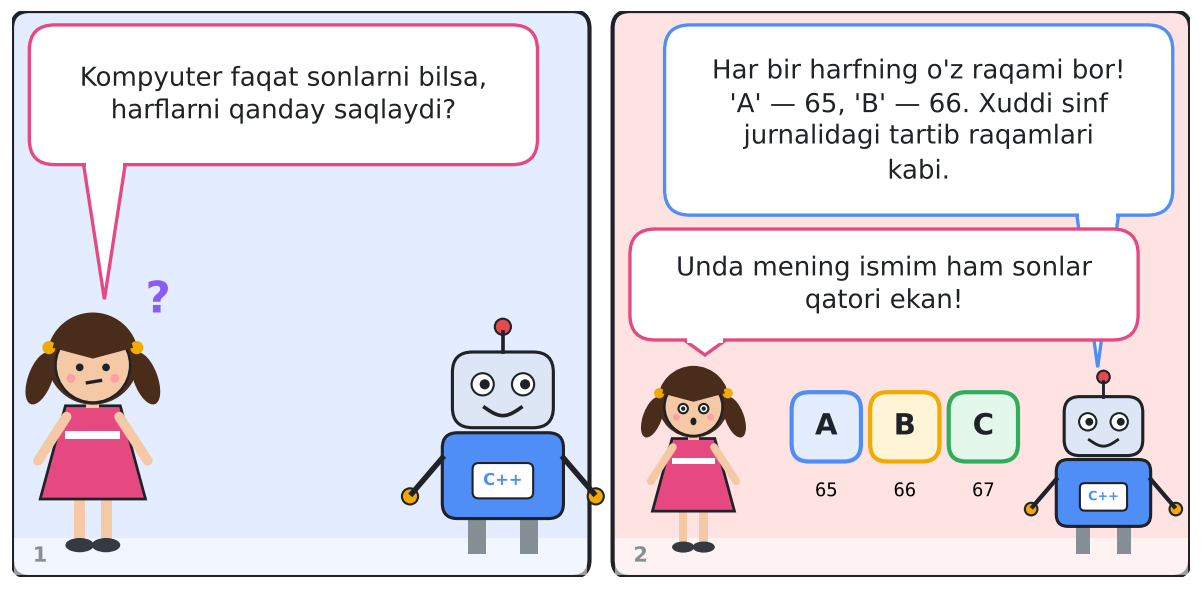 Kompyuter faqat sonlarni bilsa,
harflarni qanday saqlaydi?
?
C++
1
Har bir harfning o'z raqami bor!
'A' — 65, 'B' — 66. Xuddi sinf
jurnalidagi tartib raqamlari
kabi.
Unda mening ismim ham sonlar
qatori ekan!
A B C
65 66 67
C++
2